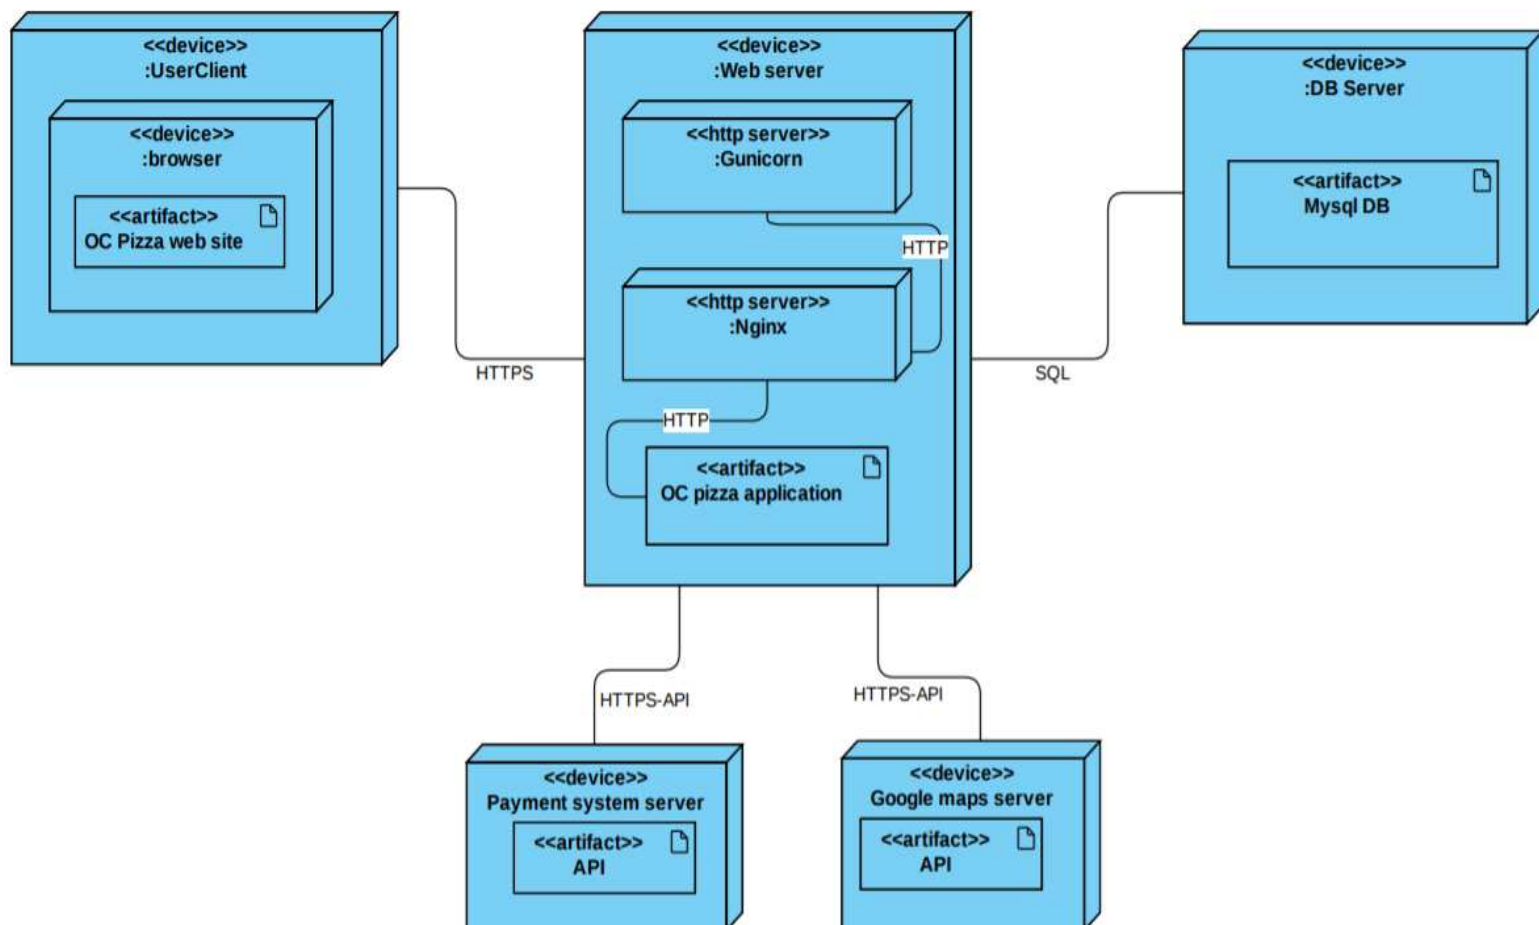 <<device>>
:UserClient
<<device>>
:browser
<<artifact>>
OC Pizza web site
HTTPS
<<device>>
:Web server
<<http server>>
:Gunicorn
HTTP
<<http server>>
:Nginx
HTTP
<<artifact>>
OC pizza application
SQL
<<device>>
:DB Server
<<artifact>>
Mysql DB
HTTPS-API
HTTPS-API
<<device>>
Payment system server
<<artifact>>
API
<<device>>
Google maps server
<<artifact>>
API